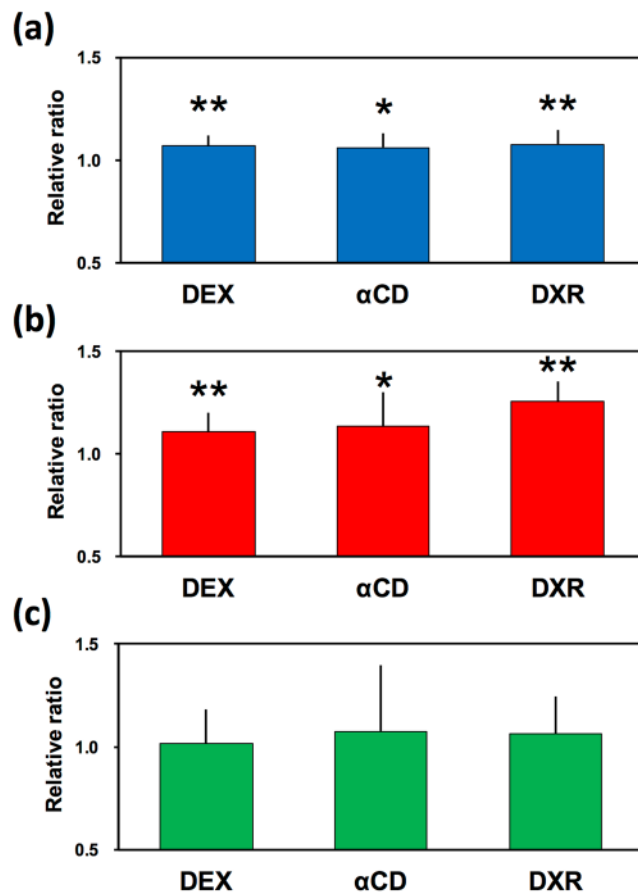 (a)
1.5
1.0
0.5
Relative ratio
** * **
DEX αCD DXR
(b)
1.5
1.0
0.5
Relative ratio
** * **
DEX αCD DXR
(c)
1.5
1.0
0.5
Relative ratio
DEX αCD DXR